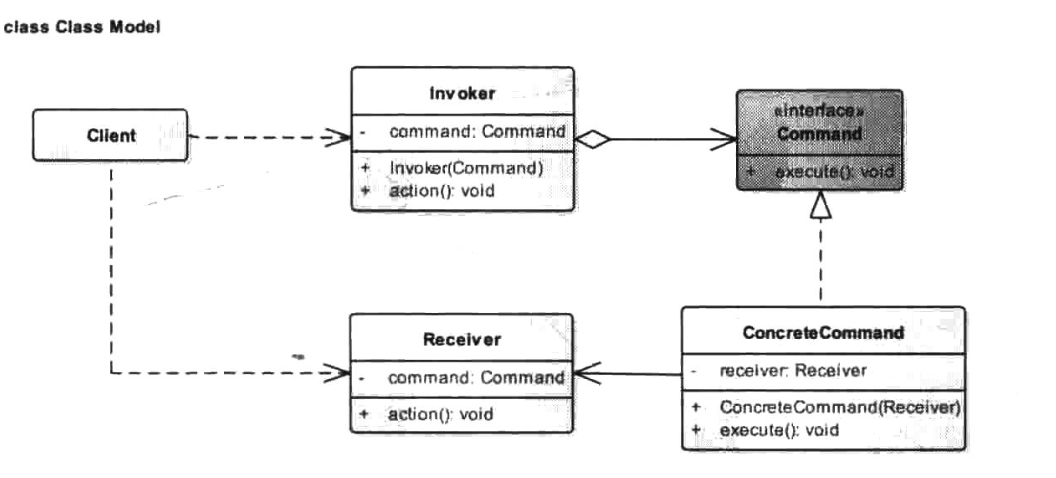 class Class Model
Client
Invoker
- command: Command
+ Invoker(Command)
+ action(): void
«interface»
Command
+ execute(): void
Receiver
- command: Command
+ action(): void
ConcreteCommand
- receiver: Receiver
+ ConcreteCommand(Receiver)
+ execute(): void